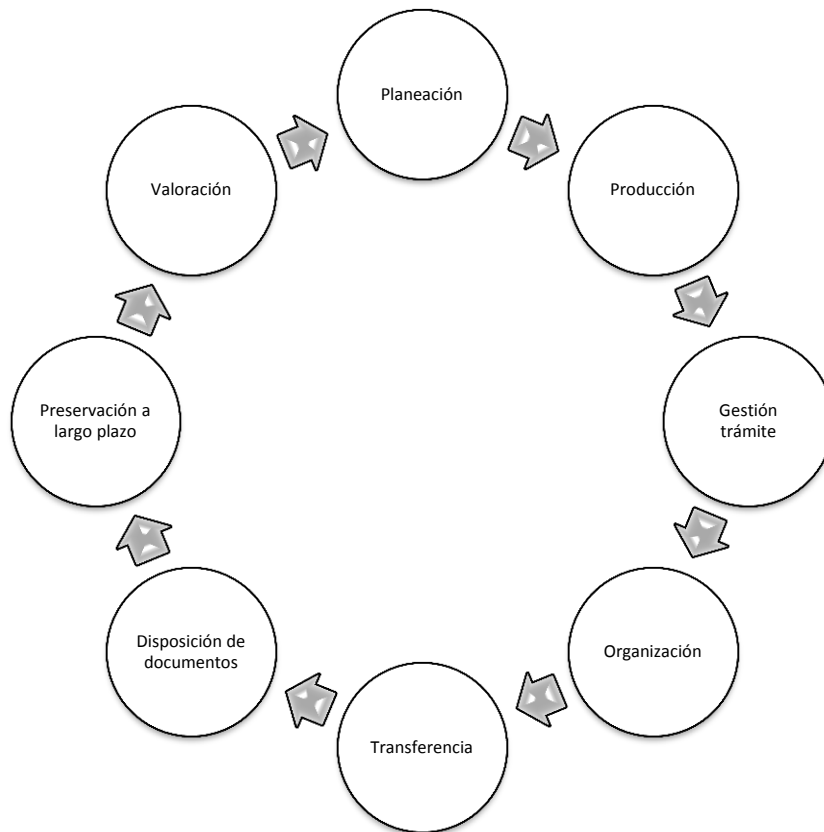 Planeación
Producción
Gestión
trámite
Organización
Transferencia
Disposición de
documentos
Preservación a
largo plazo
Valoración